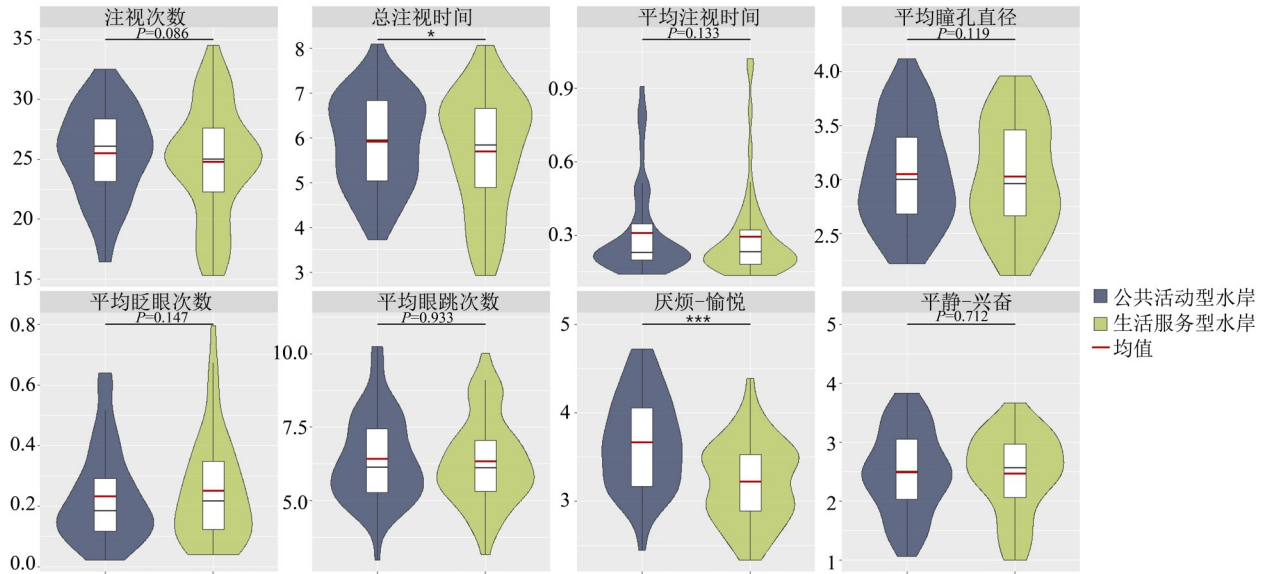 注视次数
P=0.086
35
30
25
20
15
总注视时间
*
8
7
6
5
4
3
平均注视时间
P=0.133
0.9
0.6
0.3
平均瞳孔直径
P=0.119
4.0
3.5
3.0
2.5
平均眨眼次数
P=0.147
0.8
0.6
0.4
0.2
0.0
平均眼跳次数
P=0.933
10.0
7.5
5.0
厌烦-愉悦
***
5
4
3
平静-兴奋
P=0.712
5
4
3
2
1
公共活动型水岸
生活服务型水岸
均值